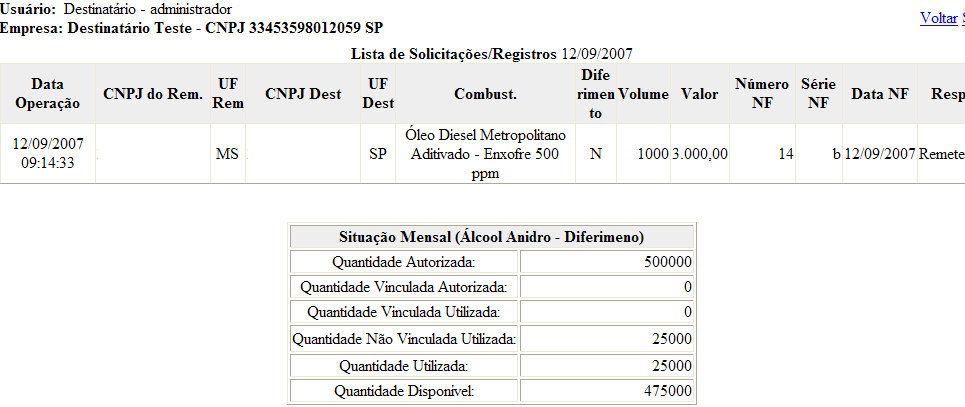 Usuário: Destinatário - administrador
Voltar S
Empresa: Destinatário Teste - CNPJ 33453598012059 SP
Lista de Solicitações/Registros 12/09/2007
Data Operação CNPJ do Rem. UF Rem CNPJ Dest UF Dest Combust. Dife rimen to Volume Valor Número NF Série NF Data NF Resp
12/09/2007 09:14:33 MS SP Óleo Diesel Metropolitano Aditivado - Enxofre 500 ppm N 1000 3.000,00 14 b 12/09/2007 Remete
Situação Mensal (Álcool Anidro - Diferimeno)
Quantidade Autorizada: 500000
Quantidade Vinculada Autorizada: 0
Quantidade Vinculada Utilizada: 0
Quantidade Não Vinculada Utilizada: 25000
Quantidade Utilizada: 25000
Quantidade Disponível: 475000